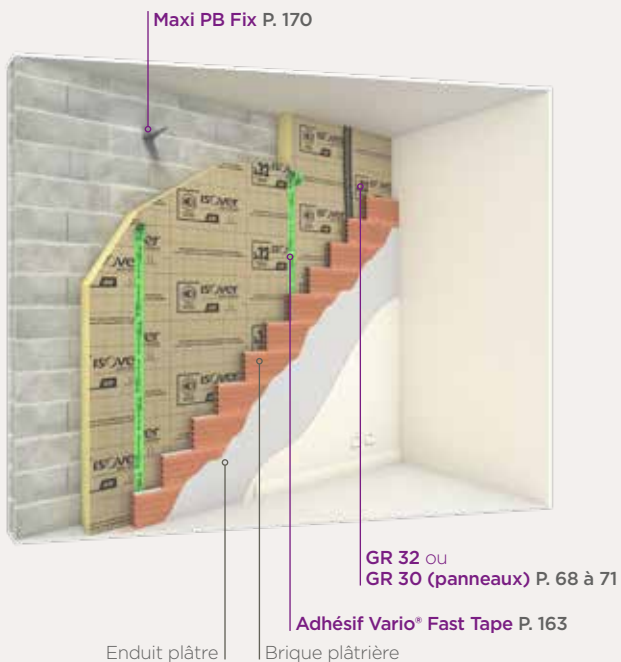 Maxi PB Fix P. 170
isover
GR 32 ou
GR 30 (panneaux) P. 68 à 71
Adhésif Vario® Fast Tape P. 163
Enduit plâtre
Brique plâtrière